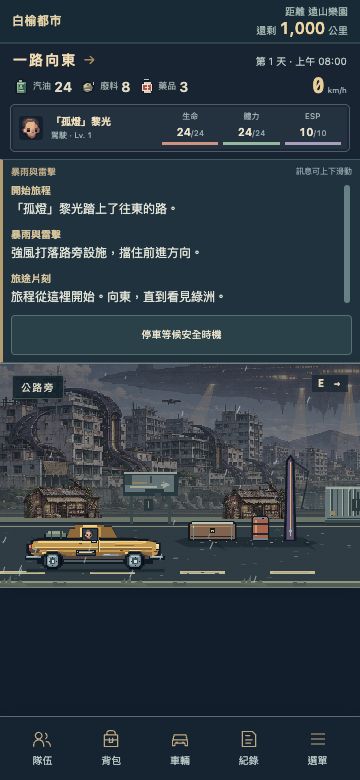 白榆都市
距離 遠山樂園
還剩 1,000 公里
一路向東 →
第 1 天 · 上午 08:00
汽油 24 廢料 8 藥品 3
0 km/h
「孤燈」黎光
駕駛 · Lv. 1
生命 體力 ESP
24/24 24/24 10/10
暴雨與雷擊
訊息可上下滑動
開始旅程
「孤燈」黎光踏上了往東的路。
暴雨與雷擊
強風打落路旁設施，擋住前進方向。
旅途片刻
旅程從這裡開始。向東，直到看見綠洲。
停車等候安全時機
公路旁
E →
隊伍 背包 車輛 紀錄 選單